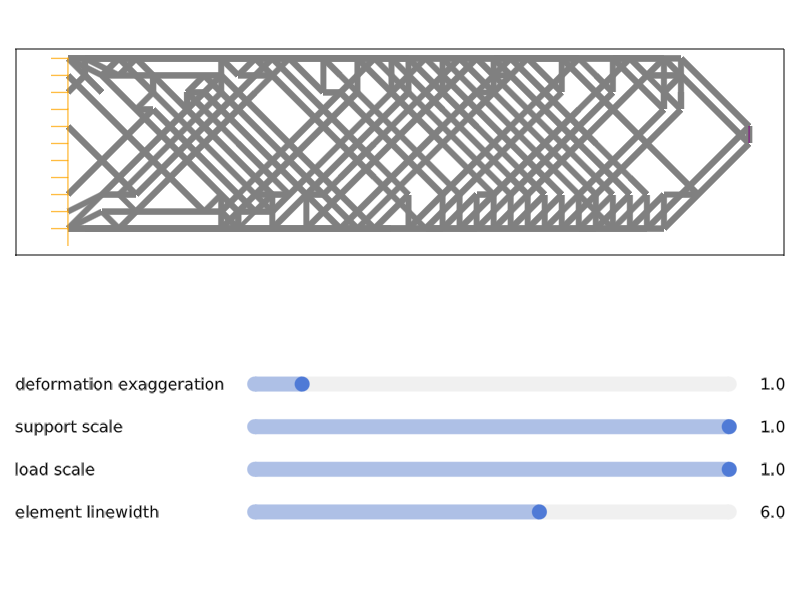 deformation exaggeration 1.0
support scale 1.0
load scale 1.0
element linewidth 6.0